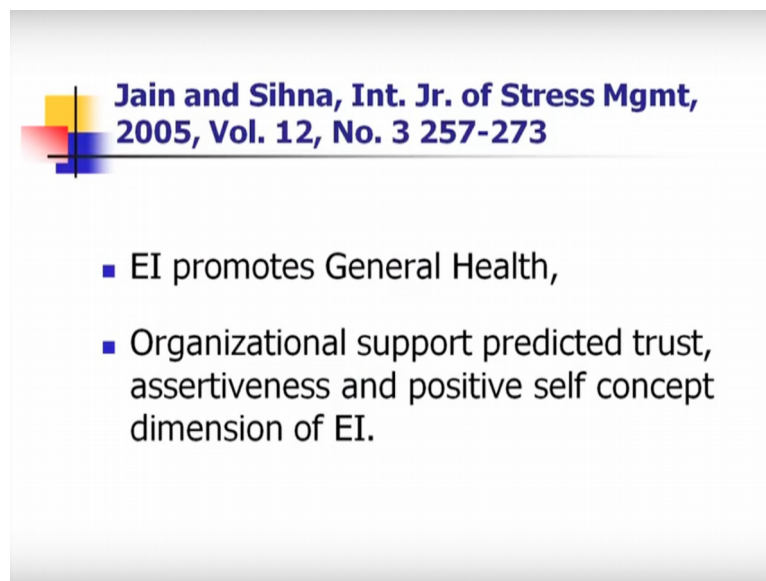 Jain and Sihna, Int. Jr. of Stress Mgmt,
2005, Vol. 12, No. 3 257-273
EI promotes General Health,
Organizational support predicted trust,
assertiveness and positive self concept
dimension of EI.